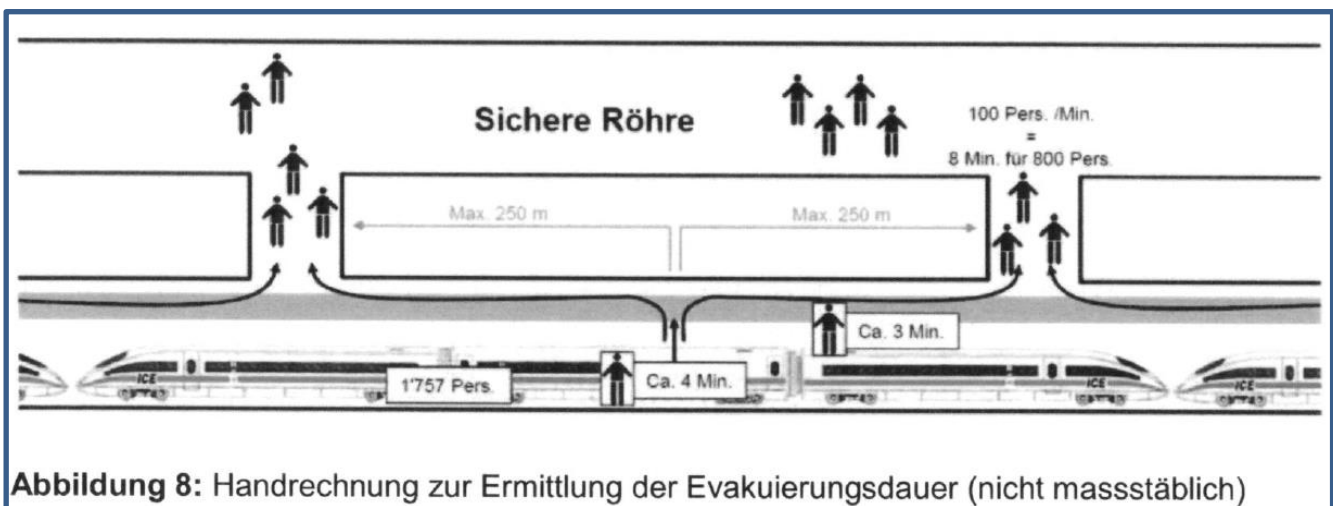 Sichere Röhre
100 Pers. /Min.
=
8 Min. für 800 Pers.
Max. 250 m
Max. 250 m
Ca. 3 Min.
1'757 Pers.
Ca. 4 Min.
ICE
ICE
ICE
Abbildung 8: Handrechnung zur Ermittlung der Evakuierungsdauer (nicht massstäblich)